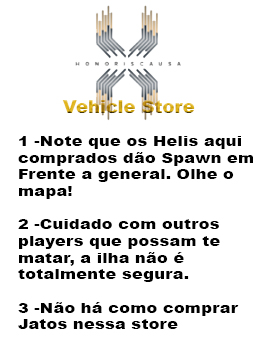 HONORISCAUSA
Vehicle Store
1 -Note que os Helis aqui
comprados dão Spawn em
Frente a general. Olhe o
mapa!
2 -Cuidado com outros
players que possam te
matar, a ilha não é
totalmente segura.
3 -Não há como comprar
Jatos nessa store